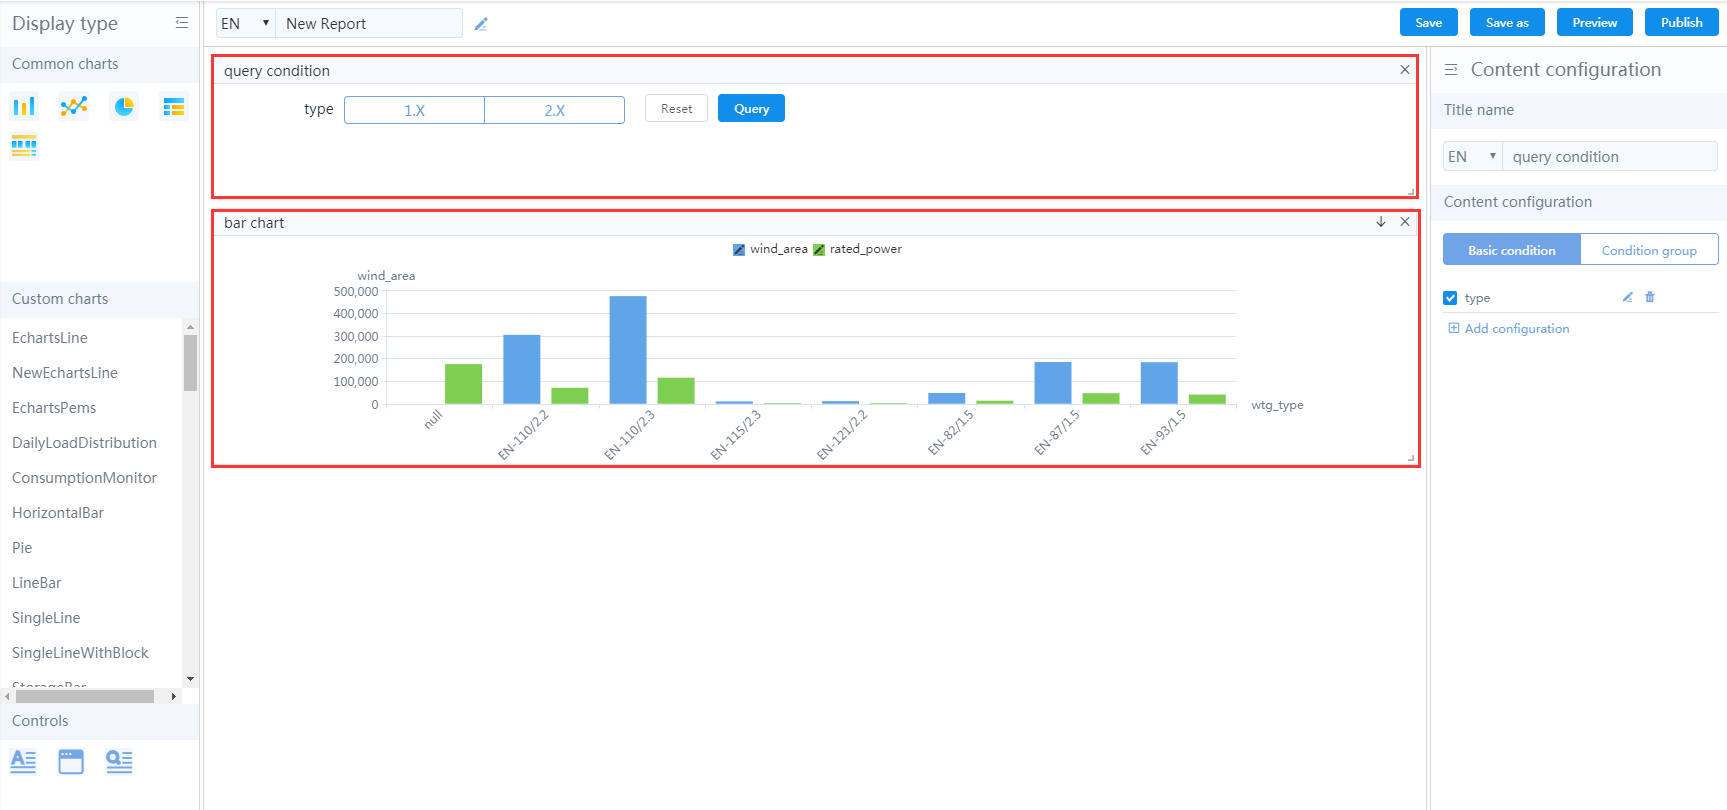 Display type
EN
New Report
Save
Save as
Preview
Publish
Common charts
Custom charts
EchartsLine
NewEchartsLine
EchartsPems
DailyLoadDistribution
ConsumptionMonitor
HorizontalBar
Pie
LineBar
SingleLine
SingleLineWithBlock
StorageBar
Controls
query condition
type
1.X
2.X
Reset
Query
bar chart
wind_area
rated_power
wind_area
500,000
400,000
300,000
200,000
100,000
0
null
EN-110/2.2
EN-110/2.3
EN-115/2.3
EN-121/2.2
EN-82/1.5
EN-87/1.5
EN-93/1.5
wtg_type
Content configuration
Title name
EN
query condition
Content configuration
Basic condition
Condition group
type
Add configuration